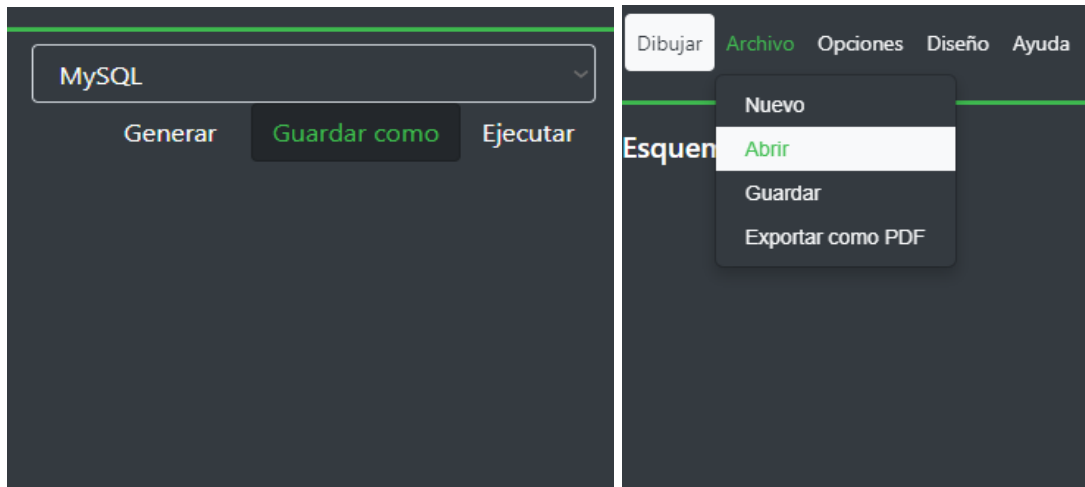 MySQL
Generar Guardar como Ejecutar
Dibujar Archivo Opciones Diseño Ayuda
Nuevo
Esquem Abrir
Guardar
Exportar como PDF